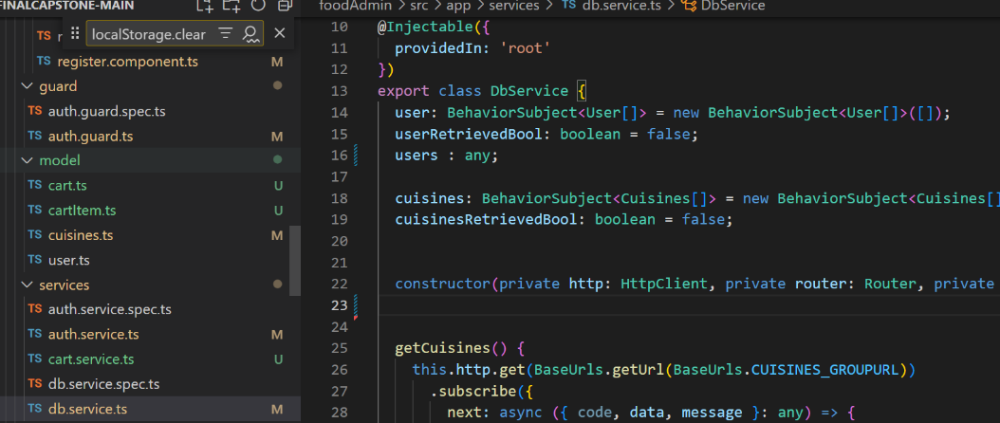 FINALCAPSTONE-MAIN
TS r
localStorage.clear
TS register.component.ts M
guard
TS auth.guard.spec.ts
TS auth.guard.ts M
model
TS cart.ts U
TS cartItem.ts U
TS cuisines.ts M
TS user.ts
services
TS auth.service.spec.ts
TS auth.service.ts M
TS cart.service.ts U
TS db.service.spec.ts
TS db.service.ts M
foodAdmin > src > app > services > TS db.service.ts > DbService
10 @Injectable({
11 providedIn: 'root'
12 })
13 export class DbService {
14 user: BehaviorSubject<User[]> = new BehaviorSubject<User[]>([]);
15 userRetrievedBool: boolean = false;
16 users : any;
17
18 cuisines: BehaviorSubject<Cuisines[]> = new BehaviorSubject<Cuisines[]
19 cuisinesRetrievedBool: boolean = false;
20
21
22 constructor(private http: HttpClient, private router: Router, private
23
24
25 getCuisines() {
26 this.http.get(BaseUrls.getUrl(BaseUrls.CUISINES_GROUPURL))
27 .subscribe({
28 next: async ({ code, data, message }: any) => {